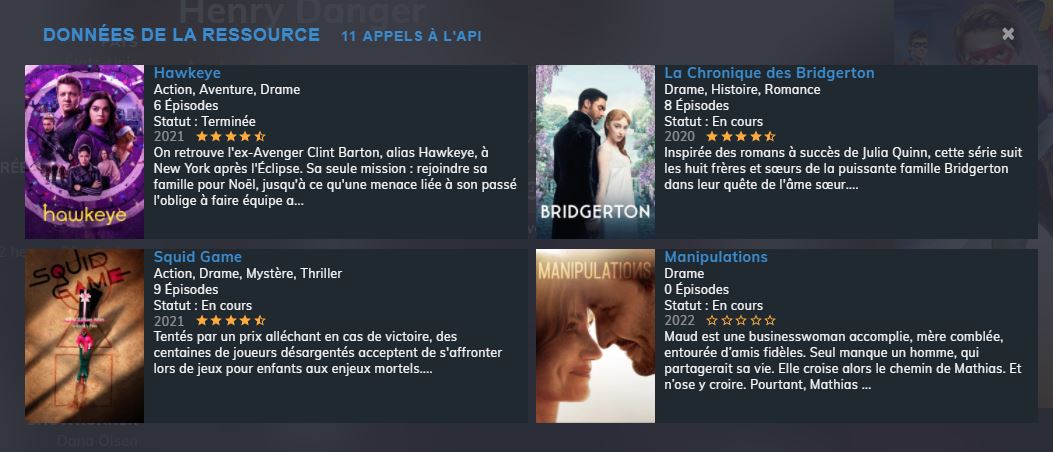 Henry Danger
DONNÉES DE LA RESSOURCE 11 APPELS À L'API
PAYS
Hawkeye
Action, Aventure, Drame
6 Épisodes
Statut : Terminée
2021
On retrouve l'ex-Avenger Clint Barton, alias Hawkeye, à
New York après l'Éclipse. Sa seule mission : rejoindre sa
famille pour Noël, jusqu'à ce qu'une menace liée à son passé
l'oblige à faire équipe a...
hawkeye
La Chronique des Bridgerton
Drame, Histoire, Romance
8 Épisodes
Statut : En cours
2020
Inspirée des romans à succès de Julia Quinn, cette série suit
les huit frères et sœurs de la puissante famille Bridgerton
dans leur quête de l'âme sœur....
BRIDGERTON
Squid Game
Action, Drame, Mystère, Thriller
9 Épisodes
Statut : En cours
2021
Tentés par un prix alléchant en cas de victoire, des
centaines de joueurs désargentés acceptent de s'affronter
lors de jeux pour enfants aux enjeux mortels....
SQUID
GAME
Manipulations
Drame
0 Épisodes
Statut : En cours
2022
Maud est une businesswoman accomplie, mère comblée,
entourée d'amis fidèles. Seul manque un homme, qui
partagerait sa vie. Elle croise alors le chemin de Mathias. Et
n'ose y croire. Pourtant, Mathias ...
MANIPULATIONS
Dana Olsen